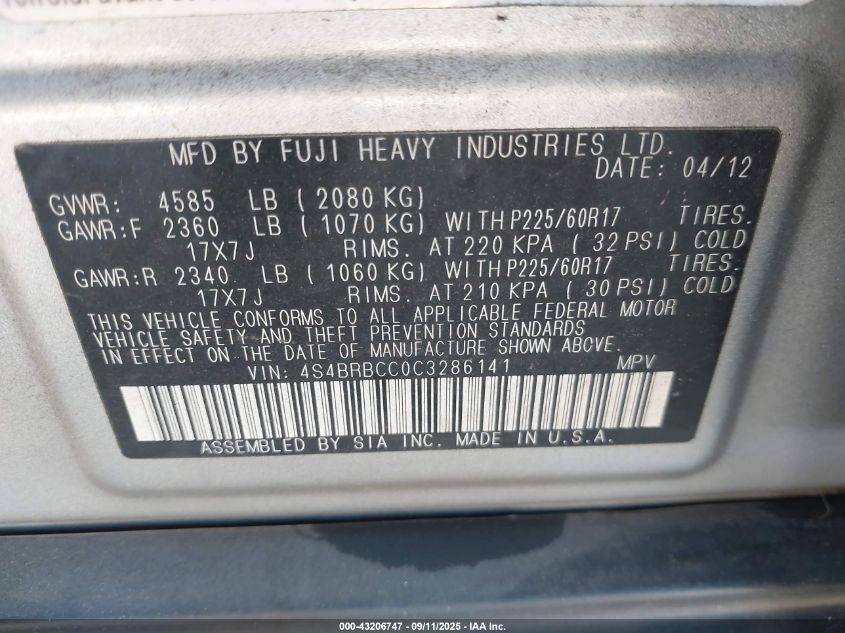 MFD BY FUJI HEAVY INDUSTRIES LTD.
DATE: 04/12
GVWR: 4585 LB ( 2080 KG)
GAWR:F 2360 LB ( 1070 KG) WITH P225/60R17 TIRES.
17X7J RIMS. AT 220 KPA ( 32 PSI) COLD
GAWR:R 2340 LB ( 1060 KG) WITH P225/60R17 TIRES.
17X7J RIMS. AT 210 KPA ( 30 PSI) COLD
THIS VEHICLE CONFORMS TO ALL APPLICABLE FEDERAL MOTOR
VEHICLE SAFETY AND THEFT PREVENTION STANDARDS
IN EFFECT ON THE DATE OF MANUFACTURE SHOWN ABOVE.
VIN: 4S4BRBCC0C3286141 MPV
ASSEMBLED BY SIA INC. MADE IN U.S.A.
000-43206747 - 09/11/2025 - IAA Inc.